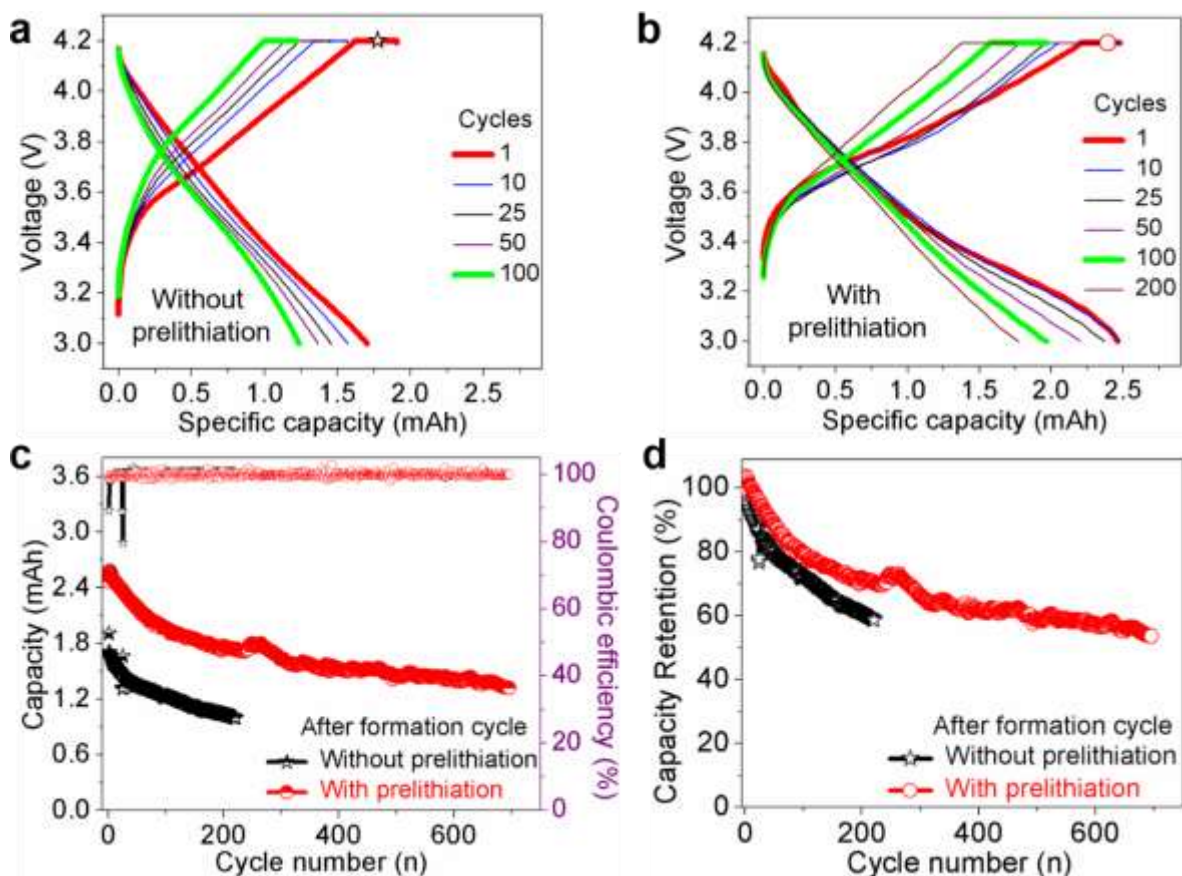 a
4.2
4.0
3.8
3.6
3.4
3.2
3.0
Voltage (V)
Cycles
1
10
25
50
100
Without
prelithiation
0.0 0.5 1.0 1.5 2.0 2.5
Specific capacity (mAh)
b
4.2
4.0
3.8
3.6
3.4
3.2
3.0
Voltage (V)
Cycles
1
10
25
50
100
200
With
prelithiation
0.0 0.5 1.0 1.5 2.0 2.5
Specific capacity (mAh)
c
3.6
3.0
2.4
1.8
1.2
0.6
0.0
Capacity (mAh)
100
80
60
40
20
0
Coulombic efficiency (%)
After formation cycle
Without prelithiation
With prelithiation
0 200 400 600
Cycle number (n)
d
100
80
60
40
20
0
Capacity Retention (%)
After formation cycle
Without prelithiation
With prelithiation
0 200 400 600
Cycle number (n)